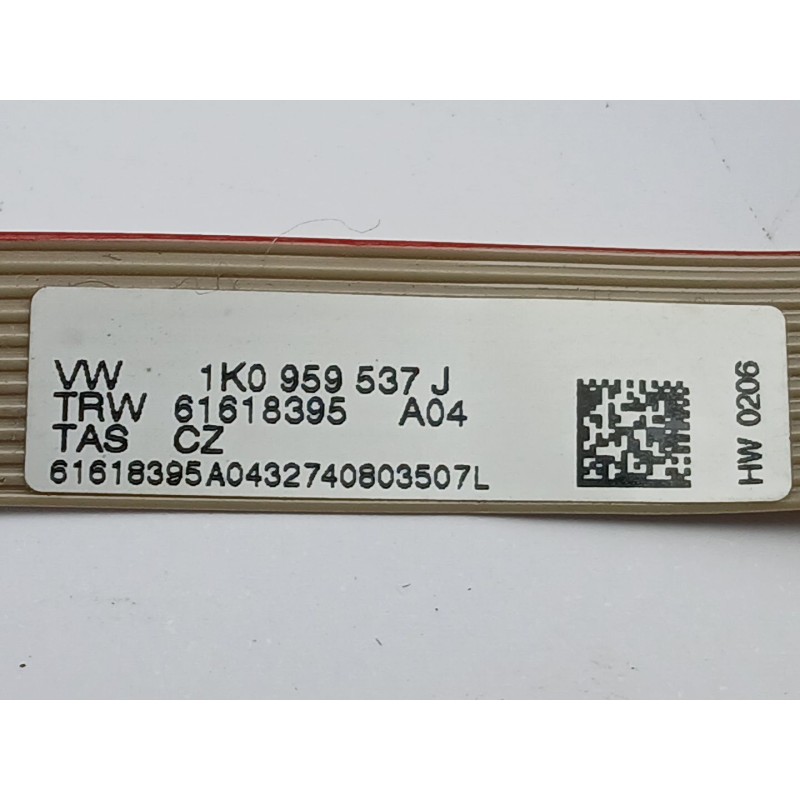 VW 1K0 959 537 J
TRW 61618395 A04
TAS CZ
61618395A0432740803507L
HW 0206